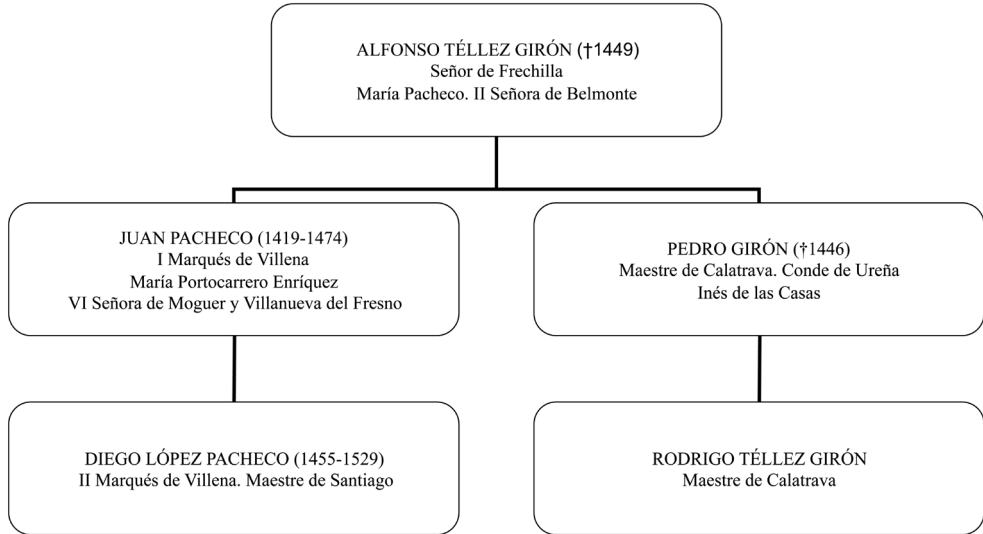 ALFONSO TÉLLEZ GIRÓN (†1449)
Señor de Frechilla
María Pacheco. II Señora de Belmonte
JUAN PACHECO (1419-1474)
I Marqués de Villena
María Portocarrero Enríquez
VI Señora de Moguer y Villanueva del Fresno
PEDRO GIRÓN (†1446)
Maestre de Calatrava. Conde de Ureña
Inés de las Casas
DIEGO LÓPEZ PACHECO (1455-1529)
II Marqués de Villena. Maestre de Santiago
RODRIGO TÉLLEZ GIRÓN
Maestre de Calatrava